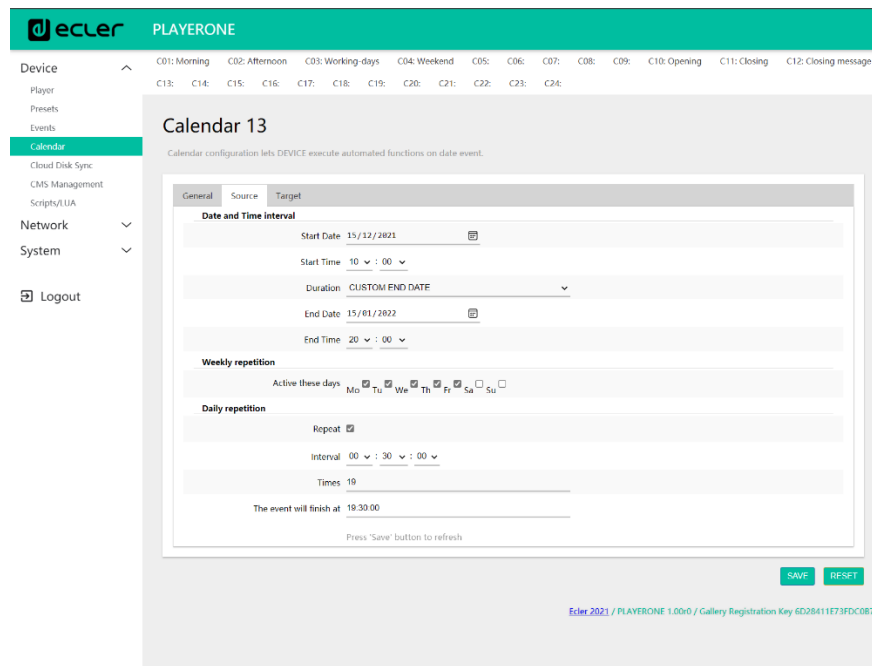 ecler PLAYERONE
Device
Player
Presets
Events
Calendar
Cloud Disk Sync
CMS Management
Scripts/LUA
Network
System
Logout
C01: Morning C02: Afternoon C03: Working-days C04: Weekend C05: C06: C07: C08: C09: C10: Opening C11: Closing C12: Closing message
C13: C14: C15: C16: C17: C18: C19: C20: C21: C22: C23: C24:
Calendar 13
Calendar configuration lets DEVICE execute automated functions on date event.
General Source Target
Date and Time interval
Start Date 15/12/2021
Start Time 10 : 00
Duration CUSTOM END DATE
End Date 15/01/2022
End Time 20 : 00
Weekly repetition
Active these days Mo Tu We Th Fr Sa Su
Daily repetition
Repeat
Interval 00 : 30 : 00
Times 19
The event will finish at 19:30:00
Press 'Save' button to refresh
SAVE RESET
Ecler 2021 / PLAYERONE 1.00r0 / Gallery Registration Key 6D28411E73FDC0B7